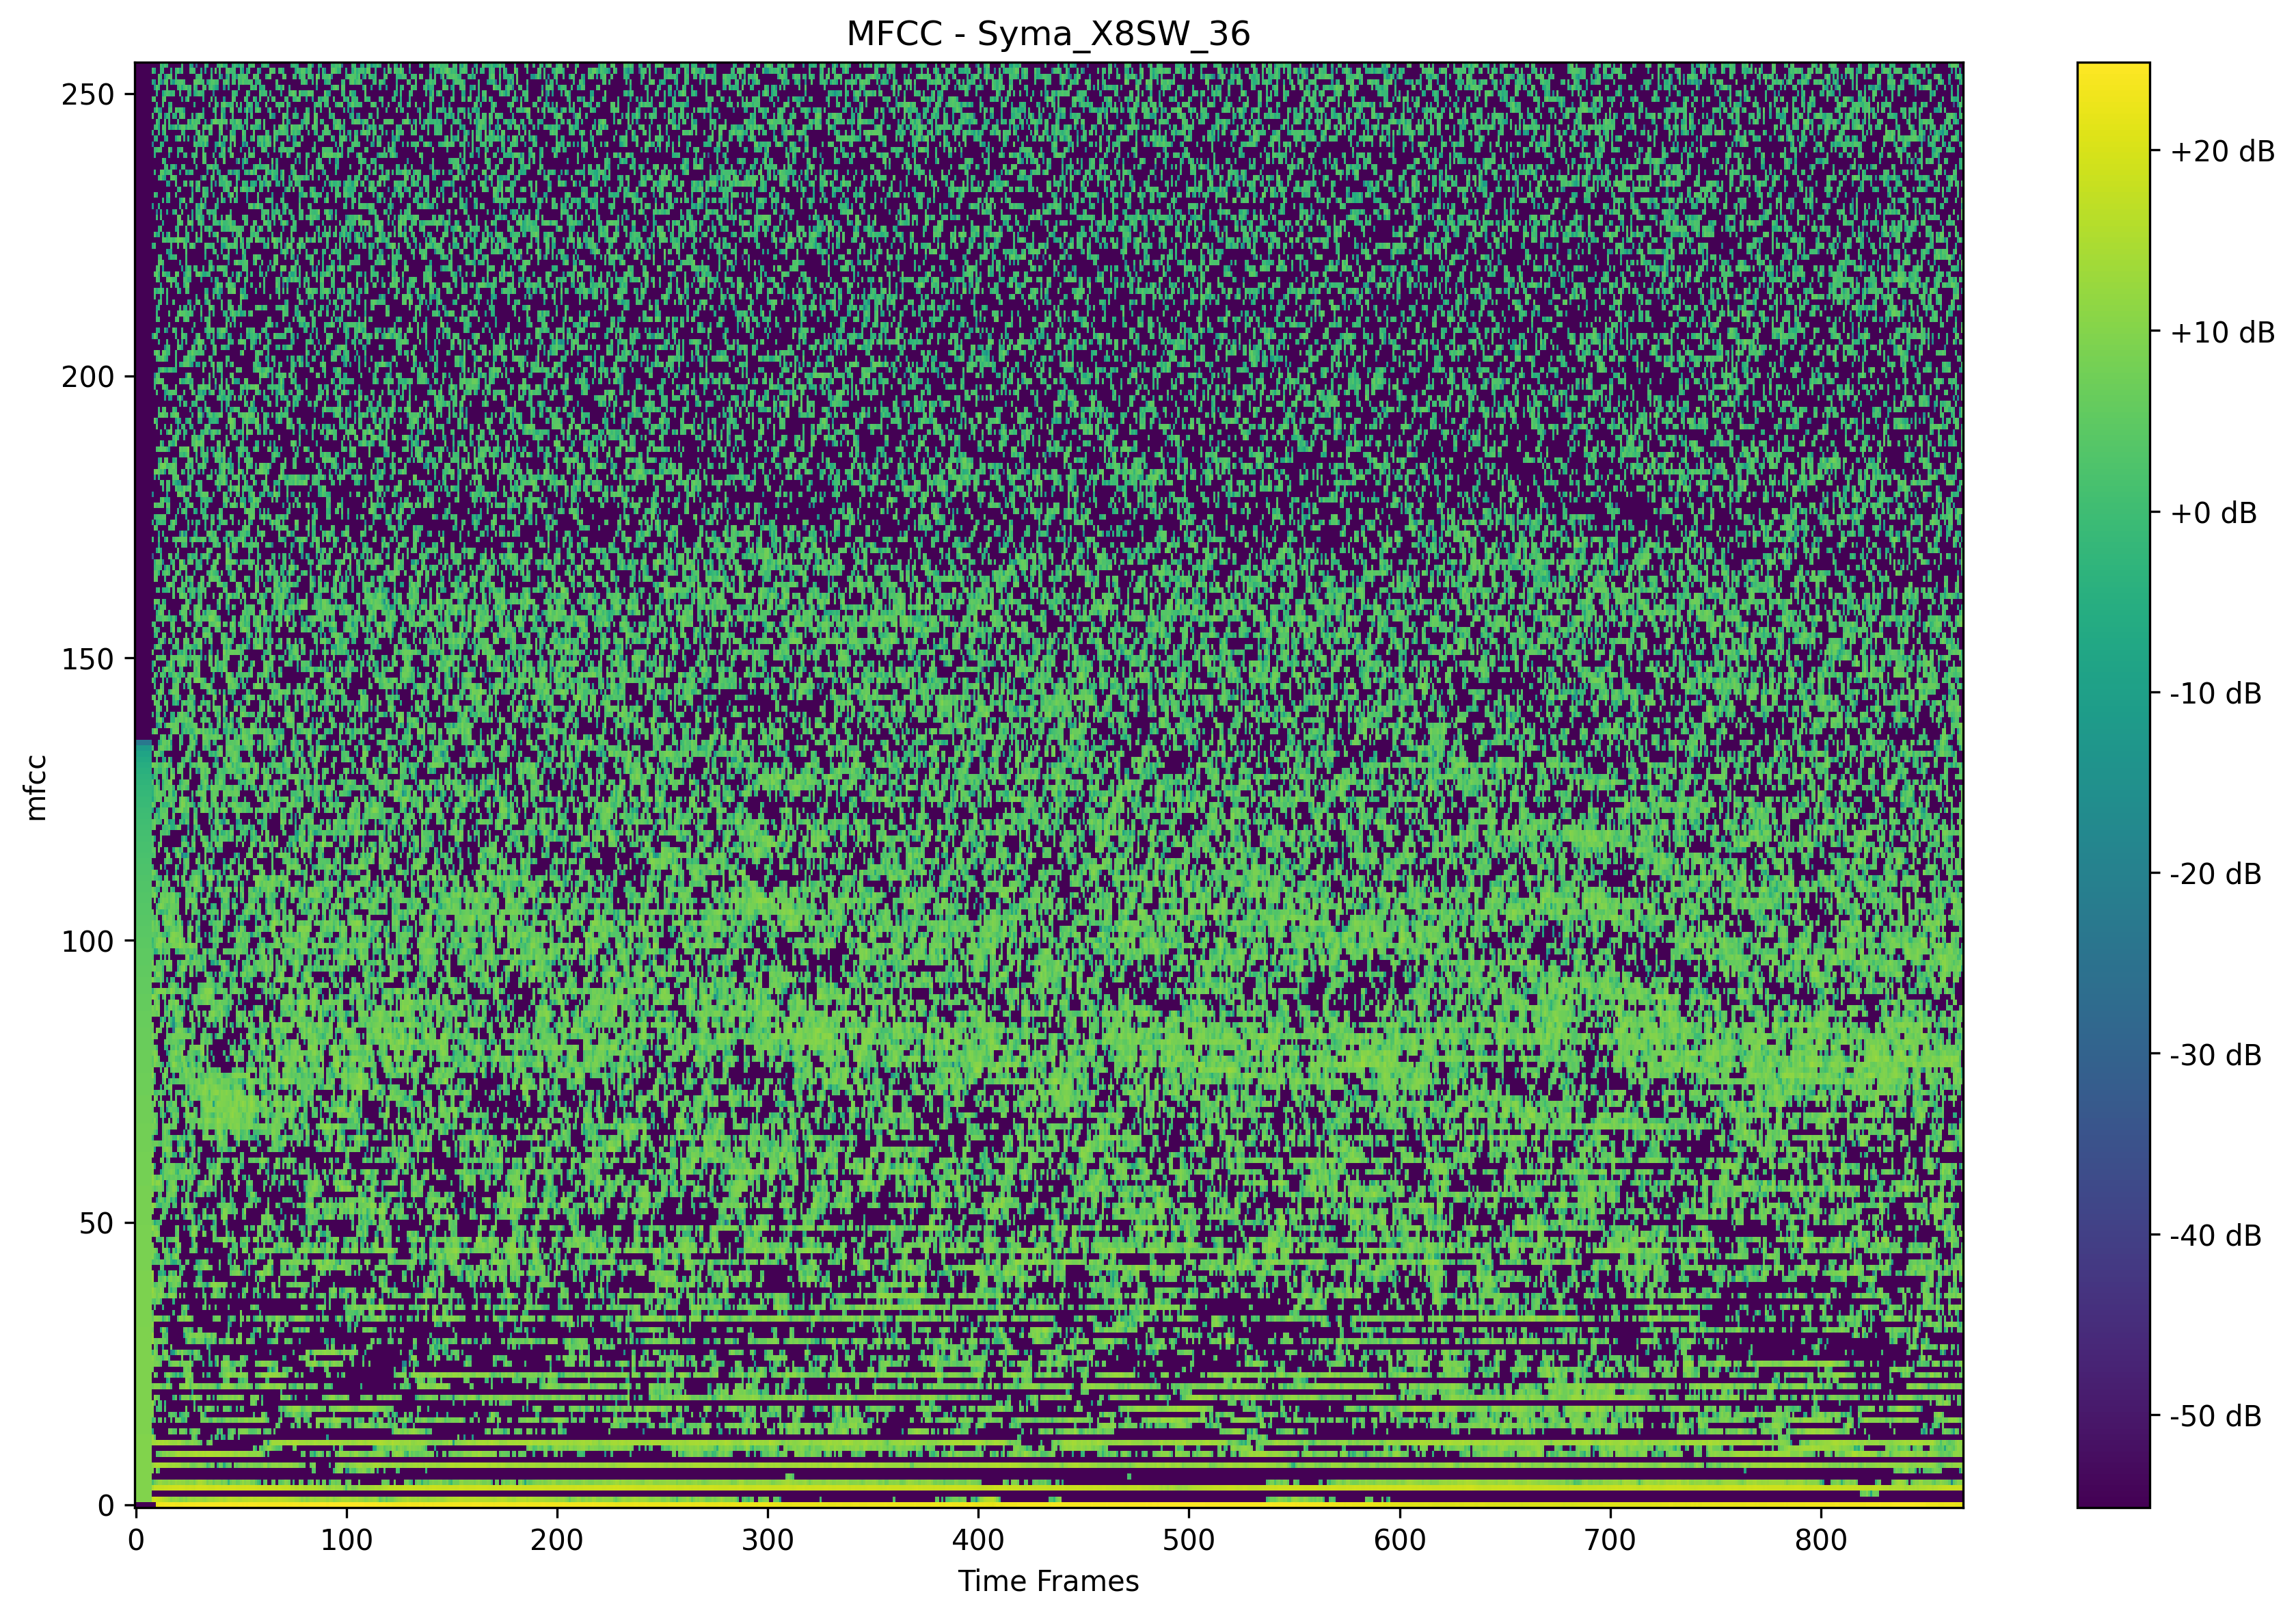 MFCC - Syma_X8SW_36
250
200
150
100
50
0
mfcc
0 100 200 300 400 500 600 700 800
Time Frames
+20 dB
+10 dB
+0 dB
-10 dB
-20 dB
-30 dB
-40 dB
-50 dB